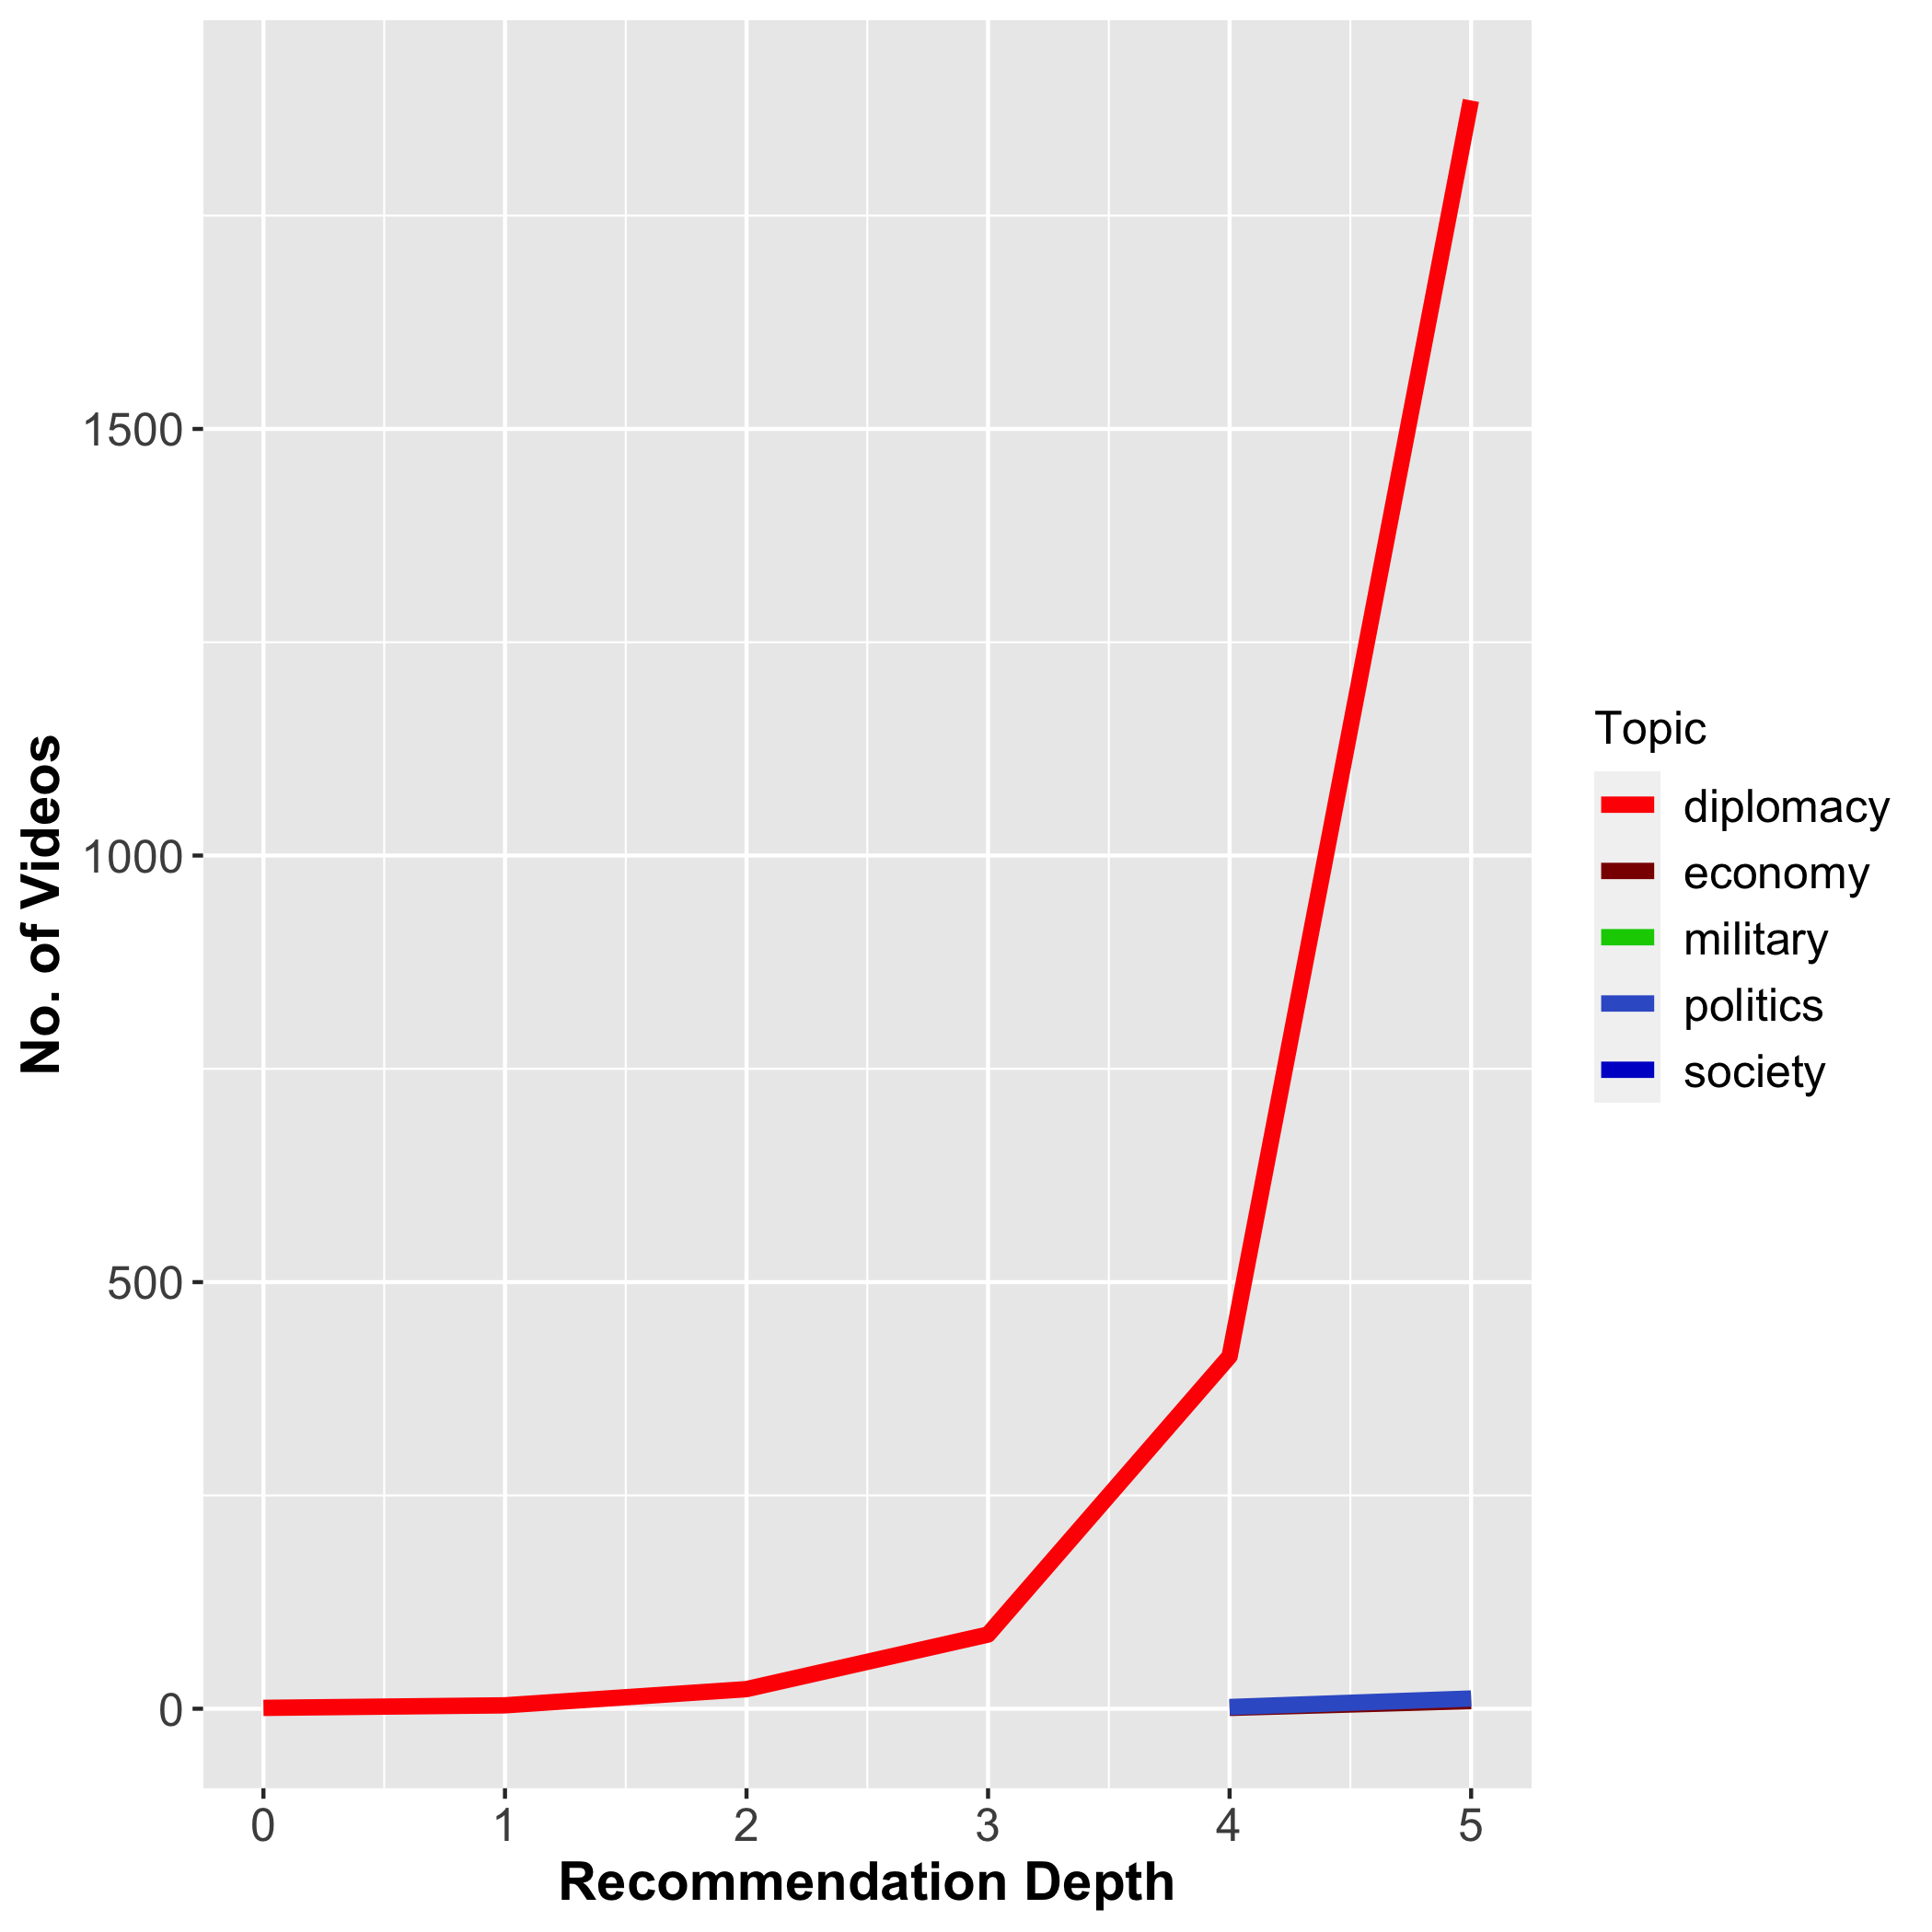 No. of Videos
1500
1000
500
0
0 1 2 3 4 5
Recommendation Depth
Topic
diplomacy
economy
military
politics
society